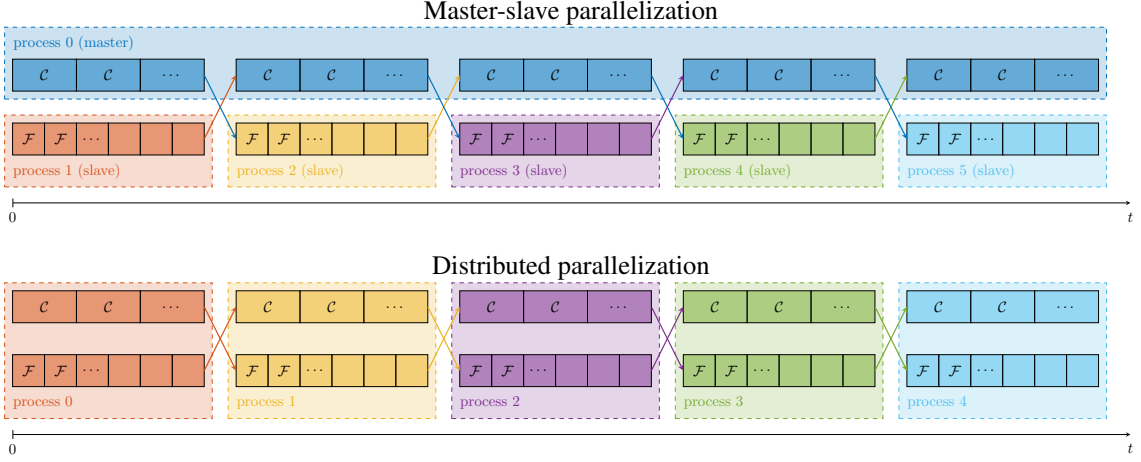 Master-slave parallelization
process 0 (master)
𝒞 𝒞 ⋯ 𝒞 𝒞 ⋯ 𝒞 𝒞 ⋯ 𝒞 𝒞 ⋯ 𝒞 𝒞 ⋯
ℱ ℱ ⋯ ℱ ℱ ⋯ ℱ ℱ ⋯ ℱ ℱ ⋯ ℱ ℱ ⋯
process 1 (slave) process 2 (slave) process 3 (slave) process 4 (slave) process 5 (slave)
0 t
Distributed parallelization
𝒞 𝒞 ⋯ 𝒞 𝒞 ⋯ 𝒞 𝒞 ⋯ 𝒞 𝒞 ⋯ 𝒞 𝒞 ⋯
ℱ ℱ ⋯ ℱ ℱ ⋯ ℱ ℱ ⋯ ℱ ℱ ⋯ ℱ ℱ ⋯
process 0 process 1 process 2 process 3 process 4
0 t